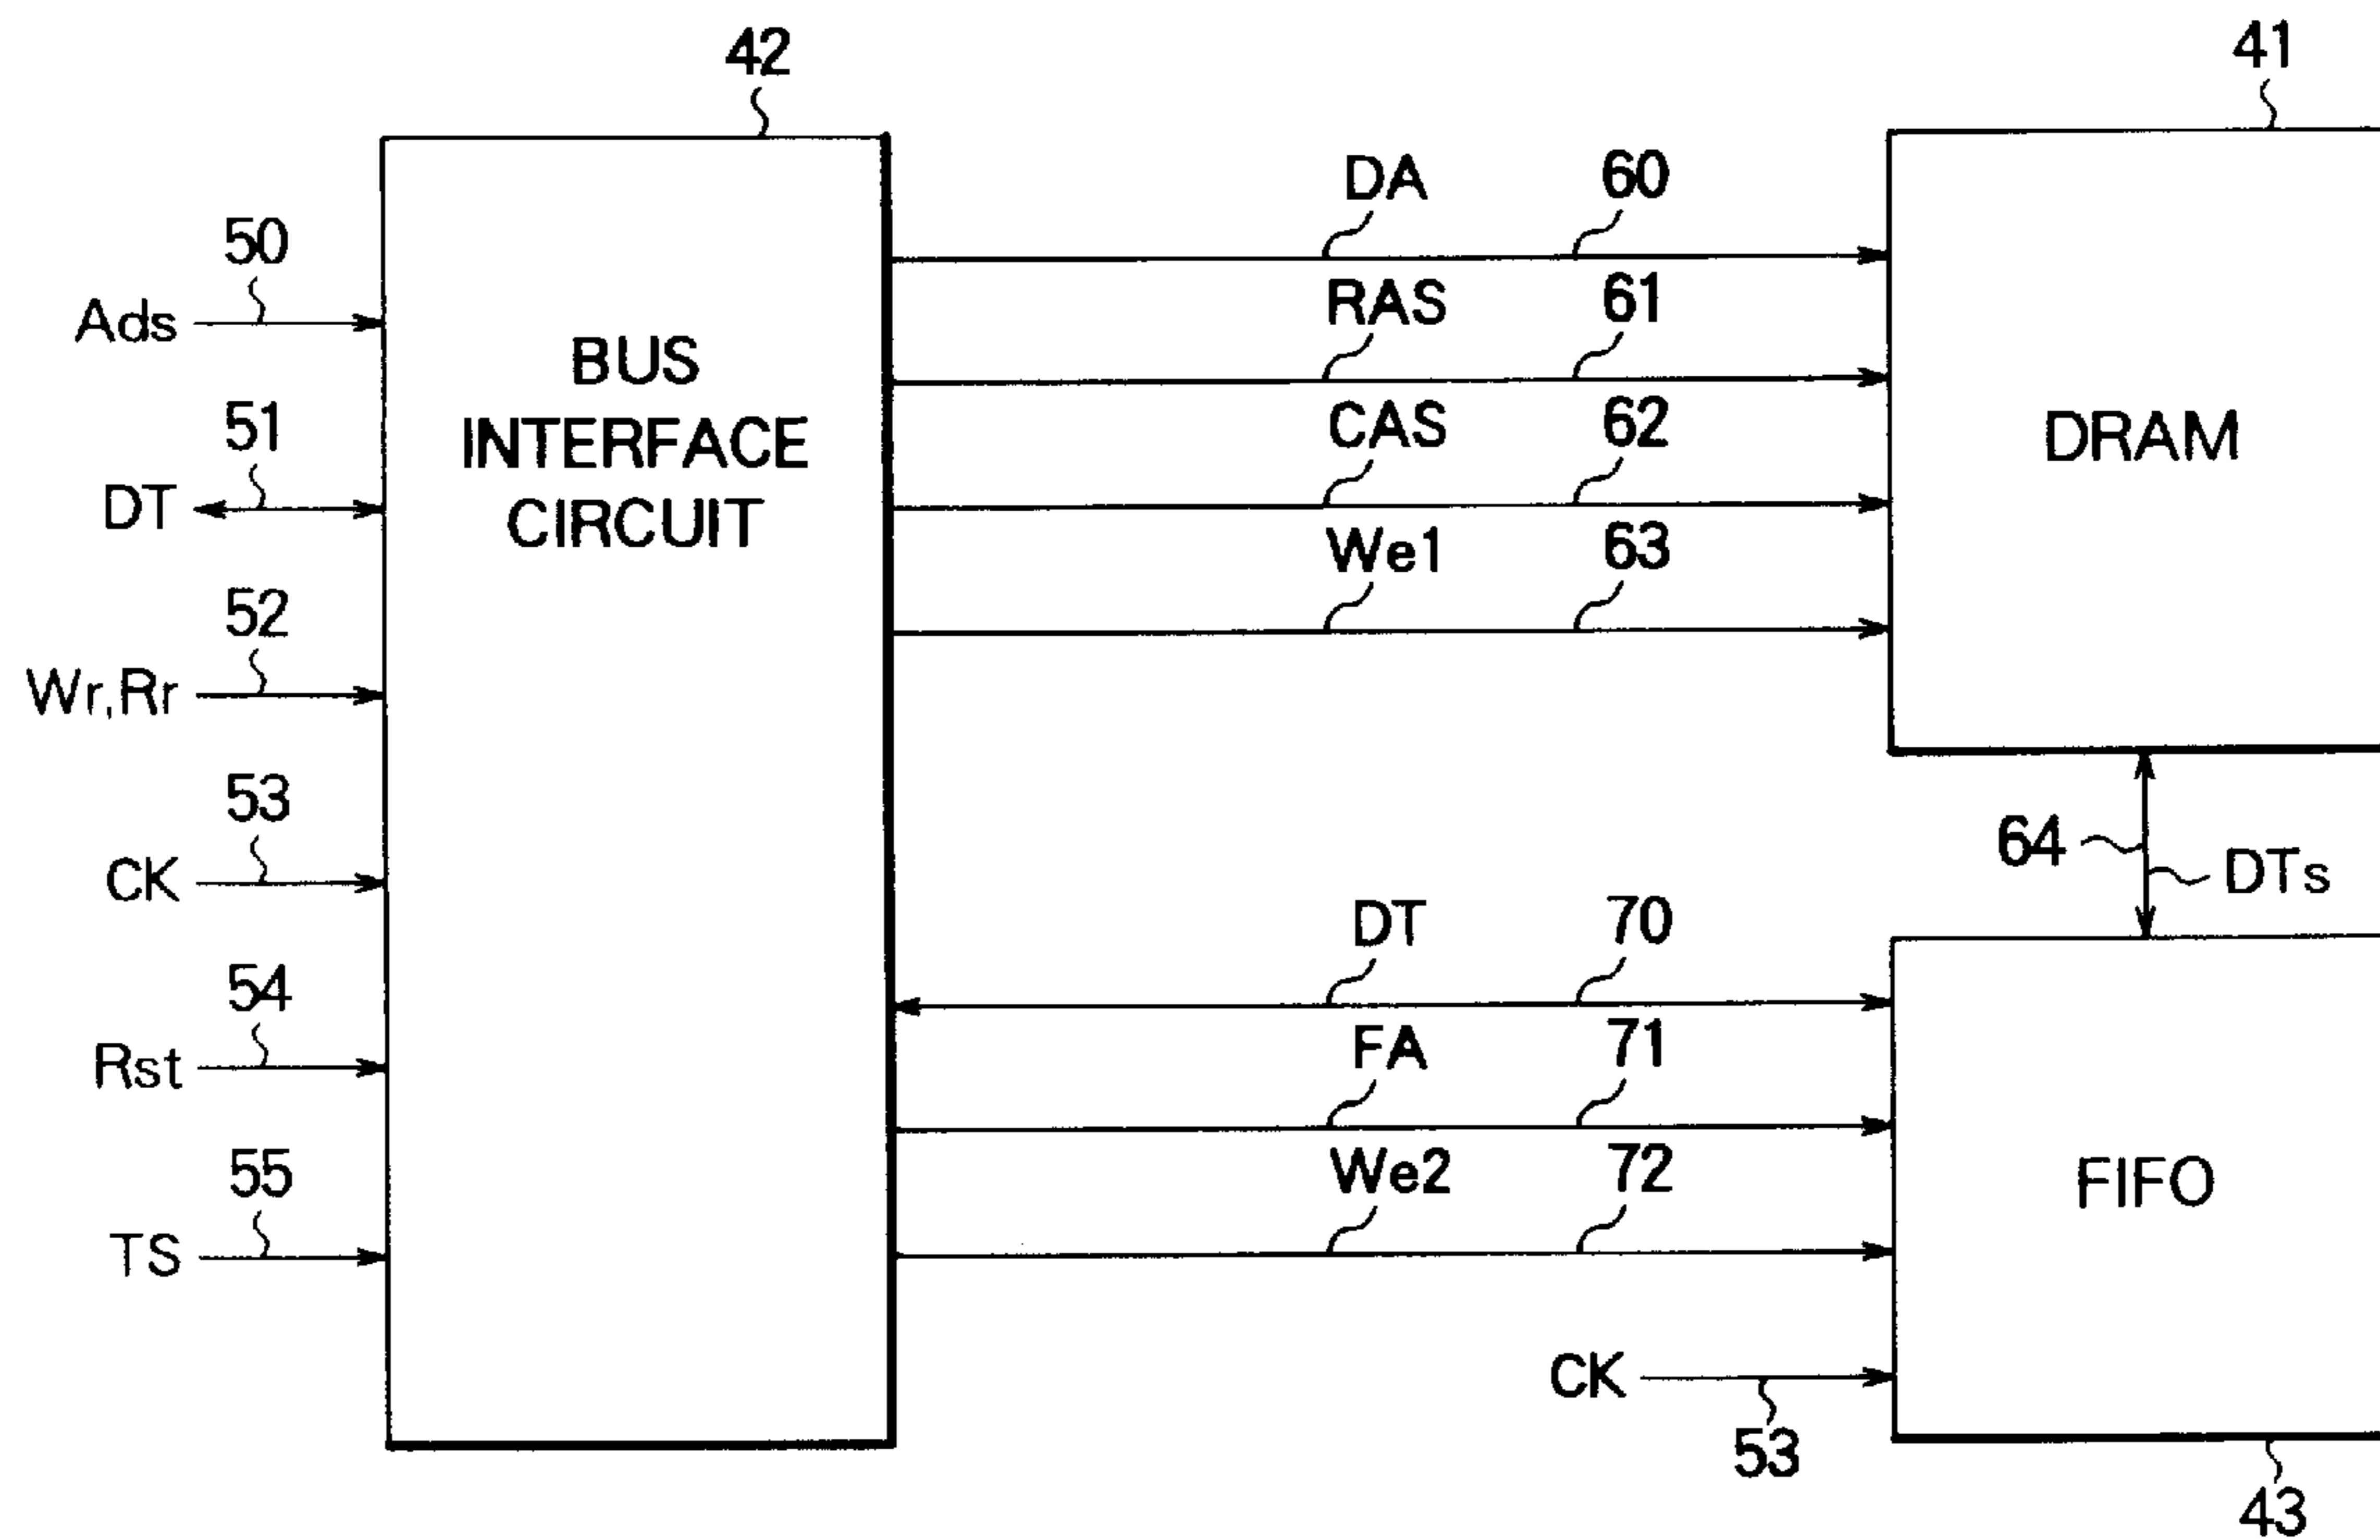 42
41
50
Ads
51
DT
52
Wr,Rr
53
CK
54
Rst
55
TS
BUS
INTERFACE
CIRCUIT
DA 60
RAS 61
CAS 62
We1 63
DRAM
64
DTs
DT 70
FA 71
We2 72
FIFO
CK
53
43